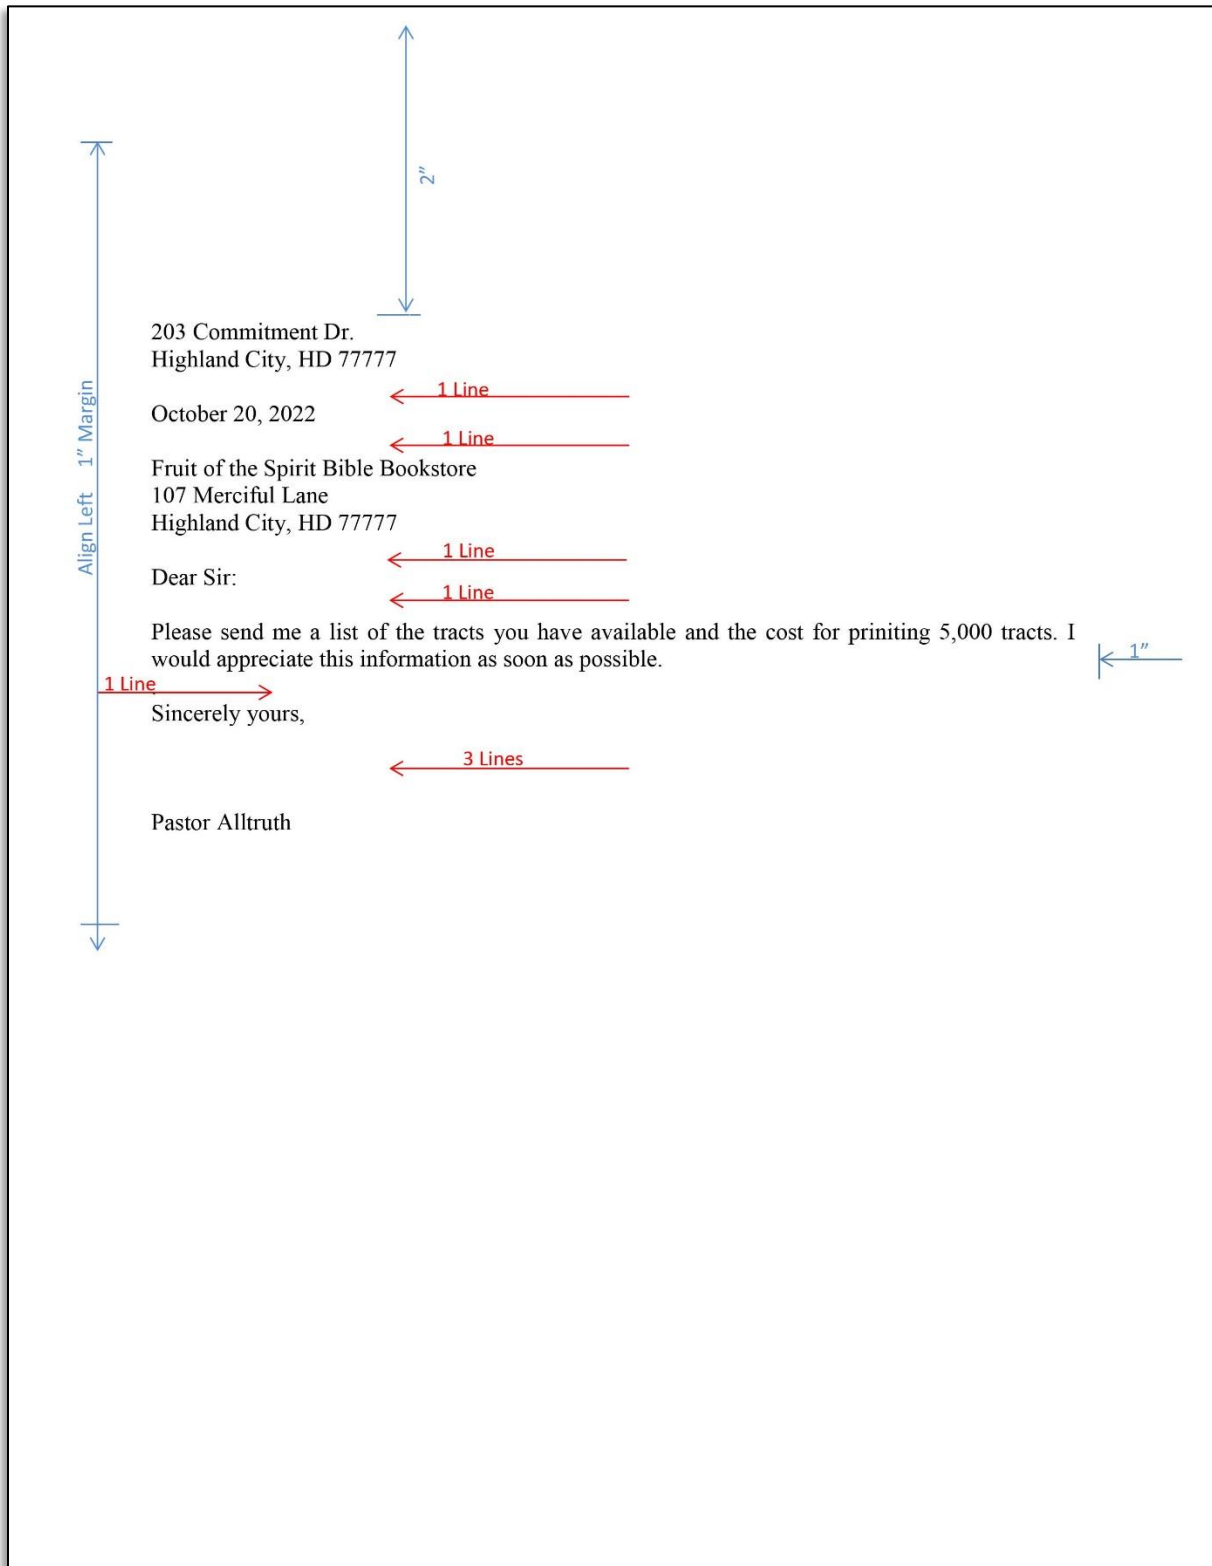 2”
203 Commitment Dr.
Highland City, HD 77777
1 Line
October 20, 2022
1 Line
Fruit of the Spirit Bible Bookstore
107 Merciful Lane
Highland City, HD 77777
1 Line
Dear Sir:
1 Line
Please send me a list of the tracts you have available and the cost for priniting 5,000 tracts. I
would appreciate this information as soon as possible.
1”
1 Line
Sincerely yours,
3 Lines
Pastor Alltruth
Align Left 1” Margin